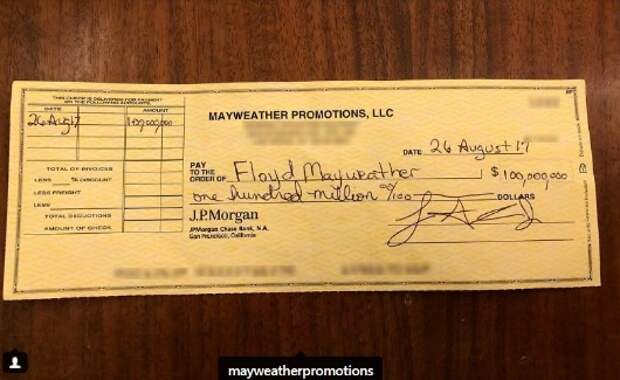 THIS CHECK IS DELIVERED FOR PAYMENT
ON THE FOLLOWING ACCOUNTS.
DATE AMOUNT
26 Aug 17 100,000,000
TOTAL OF INVOICES
LESS % DISCOUNT
LESS FREIGHT
LESS
TOTAL DEDUCTIONS
AMOUNT OF CHECK
MAYWEATHER PROMOTIONS, LLC
DATE 26 August 17
PAY
TO THE
ORDER OF Floyd Mayweather $ 100,000,000
one hundred million 00/100 DOLLARS
J.P.Morgan
JPMorgan Chase Bank, N.A.
San Francisco, California
mayweatherpromotions